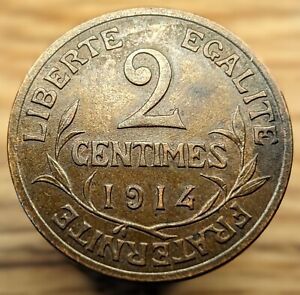 LIBERTE EGALITE
2
CENTIMES
1914
FRATERNITE